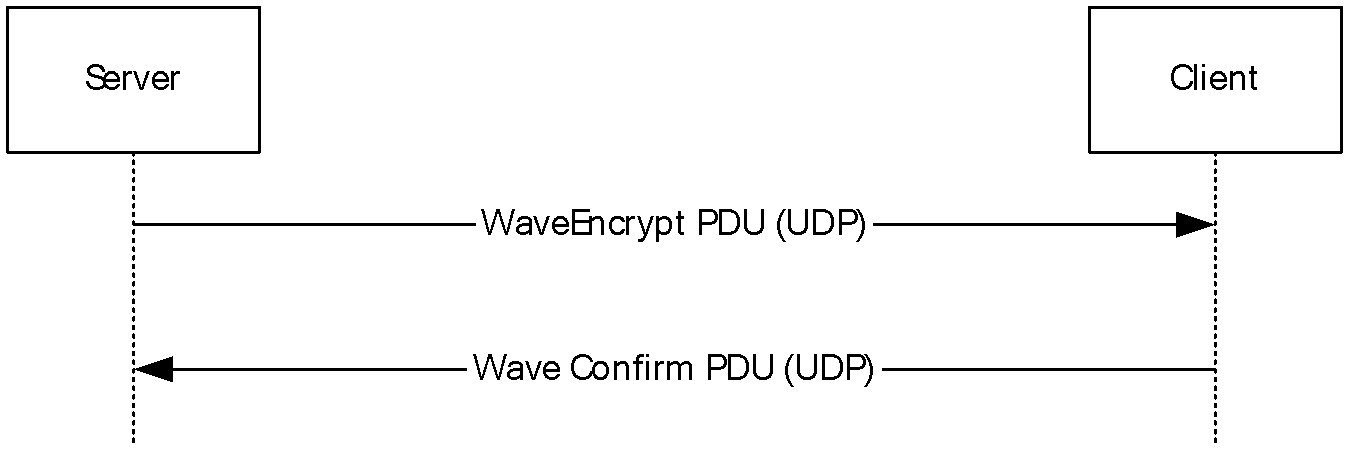 Server
Client
WaveEncrypt PDU (UDP)
Wave Confirm PDU (UDP)